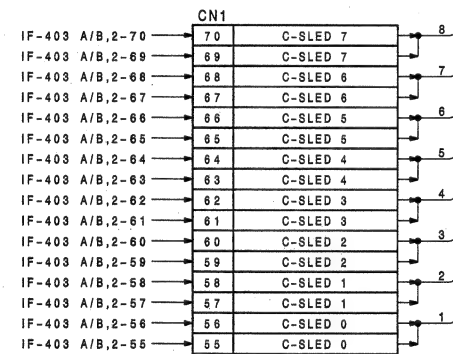 CN1
IF-403 A/B,2-70 70 C-SLED 7 8
IF-403 A/B,2-69 69 C-SLED 7
IF-403 A/B,2-68 68 C-SLED 6 7
IF-403 A/B,2-67 67 C-SLED 6
IF-403 A/B,2-66 66 C-SLED 5 6
IF-403 A/B,2-65 65 C-SLED 5
IF-403 A/B,2-64 64 C-SLED 4 5
IF-403 A/B,2-63 63 C-SLED 4
IF-403 A/B,2-62 62 C-SLED 3 4
IF-403 A/B,2-61 61 C-SLED 3
IF-403 A/B,2-60 60 C-SLED 2 3
IF-403 A/B,2-59 59 C-SLED 2
IF-403 A/B,2-58 58 C-SLED 1 2
IF-403 A/B,2-57 57 C-SLED 1
IF-403 A/B,2-56 56 C-SLED 0 1
IF-403 A/B,2-55 55 C-SLED 0